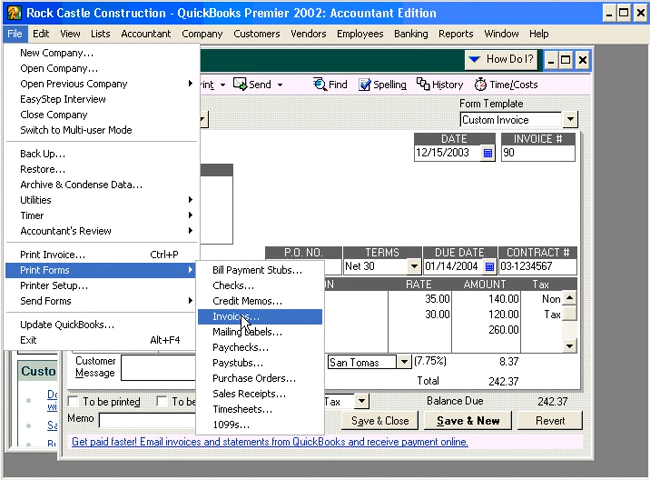 Rock Castle Construction - QuickBooks Premier 2002: Accountant Edition
File Edit View Lists Accountant Company Customers Vendors Employees Banking Reports Window Help
New Company...
Open Company...
Open Previous Company
EasyStep Interview
Close Company
Switch to Multi-user Mode
Back Up...
Restore...
Archive & Condense Data...
Utilities
Timer
Accountant's Review
Print Invoice... Ctrl+P
Print Forms
Printer Setup...
Send Forms
Update QuickBooks...
Exit Alt+F4
Bill Payment Stubs...
Checks...
Credit Memos...
Invoices...
Mailing Labels...
Paychecks...
Paystubs...
Purchase Orders...
Sales Receipts...
Timesheets...
1099s...
How Do I?
Send Find Spelling History Time/Costs
Form Template
Custom Invoice
DATE INVOICE #
12/15/2003 90
P.O. NO. TERMS DUE DATE CONTRACT #
Net 30 01/14/2004 03-1234567
RATE AMOUNT Tax
35.00 140.00 Non
30.00 120.00 Tax
260.00
San Tomas (7.75%) 8.37
Customer
Message
Total 242.37
To be printed To be Tax Balance Due 242.37
Memo Save & Close Save & New Revert
Get paid faster! Email invoices and statements from QuickBooks and receive payment online.